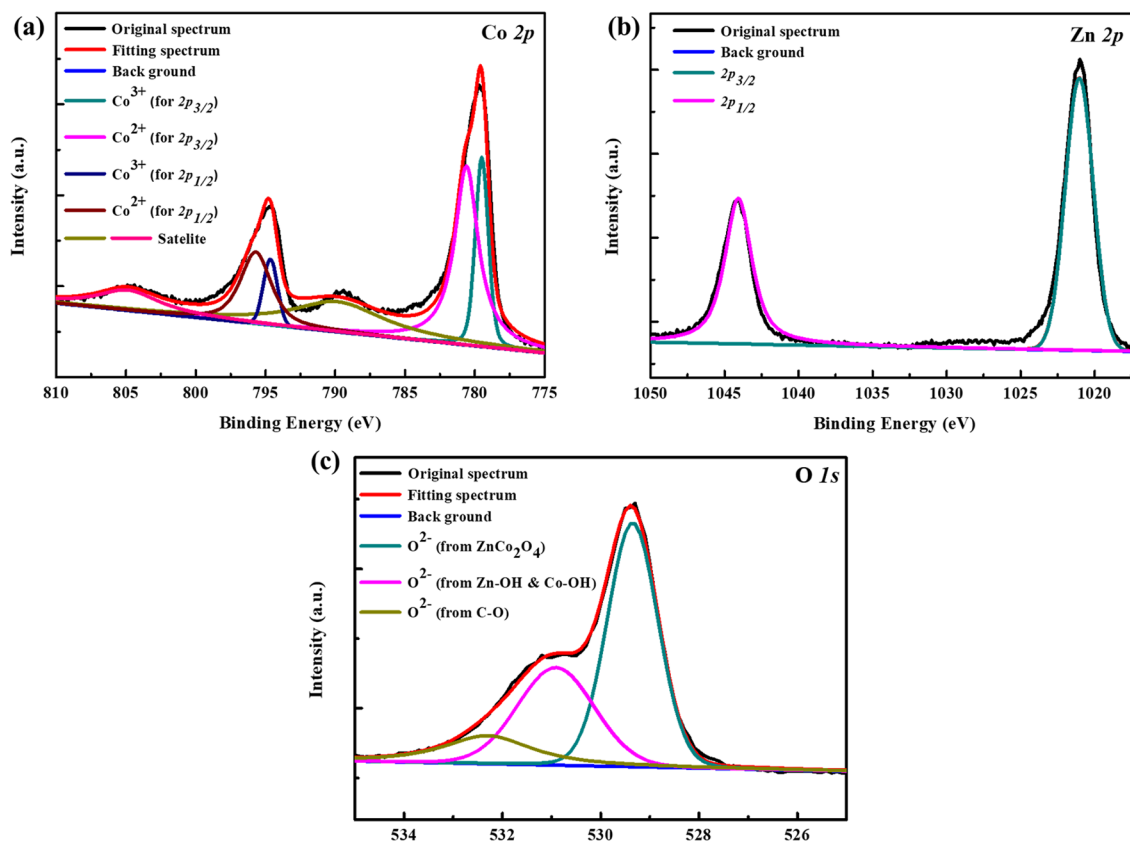 (a)
Co 2p
Original spectrum
Fitting spectrum
Back ground
Co3+ (for 2p3/2)
Co2+ (for 2p3/2)
Co3+ (for 2p1/2)
Co2+ (for 2p1/2)
Satelite
Intensity (a.u.)
810 805 800 795 790 785 780 775
Binding Energy (eV)
(b)
Zn 2p
Original spectrum
Back ground
2p3/2
2p1/2
Intensity (a.u.)
1050 1045 1040 1035 1030 1025 1020
Binding Energy (eV)
(c)
O 1s
Original spectrum
Fitting spectrum
Back ground
O2- (from ZnCo2O4)
O2- (from Zn-OH & Co-OH)
O2- (from C-O)
Intensity (a.u.)
534 532 530 528 526